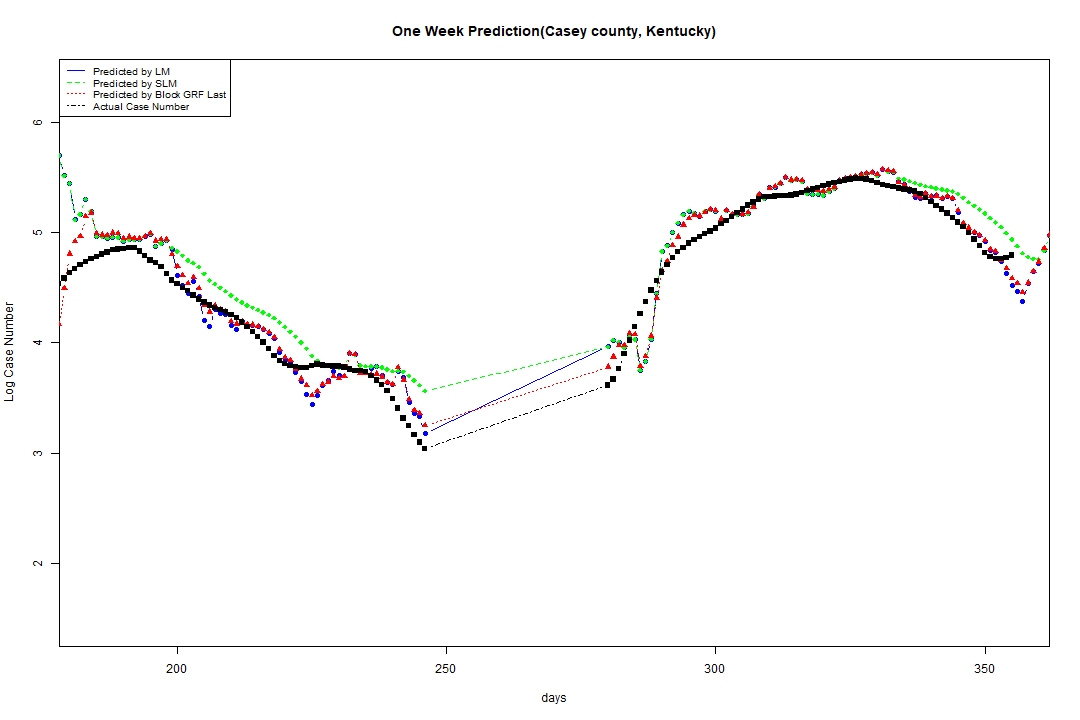 One Week Prediction(Casey county, Kentucky)
Predicted by LM
Predicted by SLM
Predicted by Block GRF Last
Actual Case Number
Log Case Number
6
5
4
3
2
200 250 300 350
days